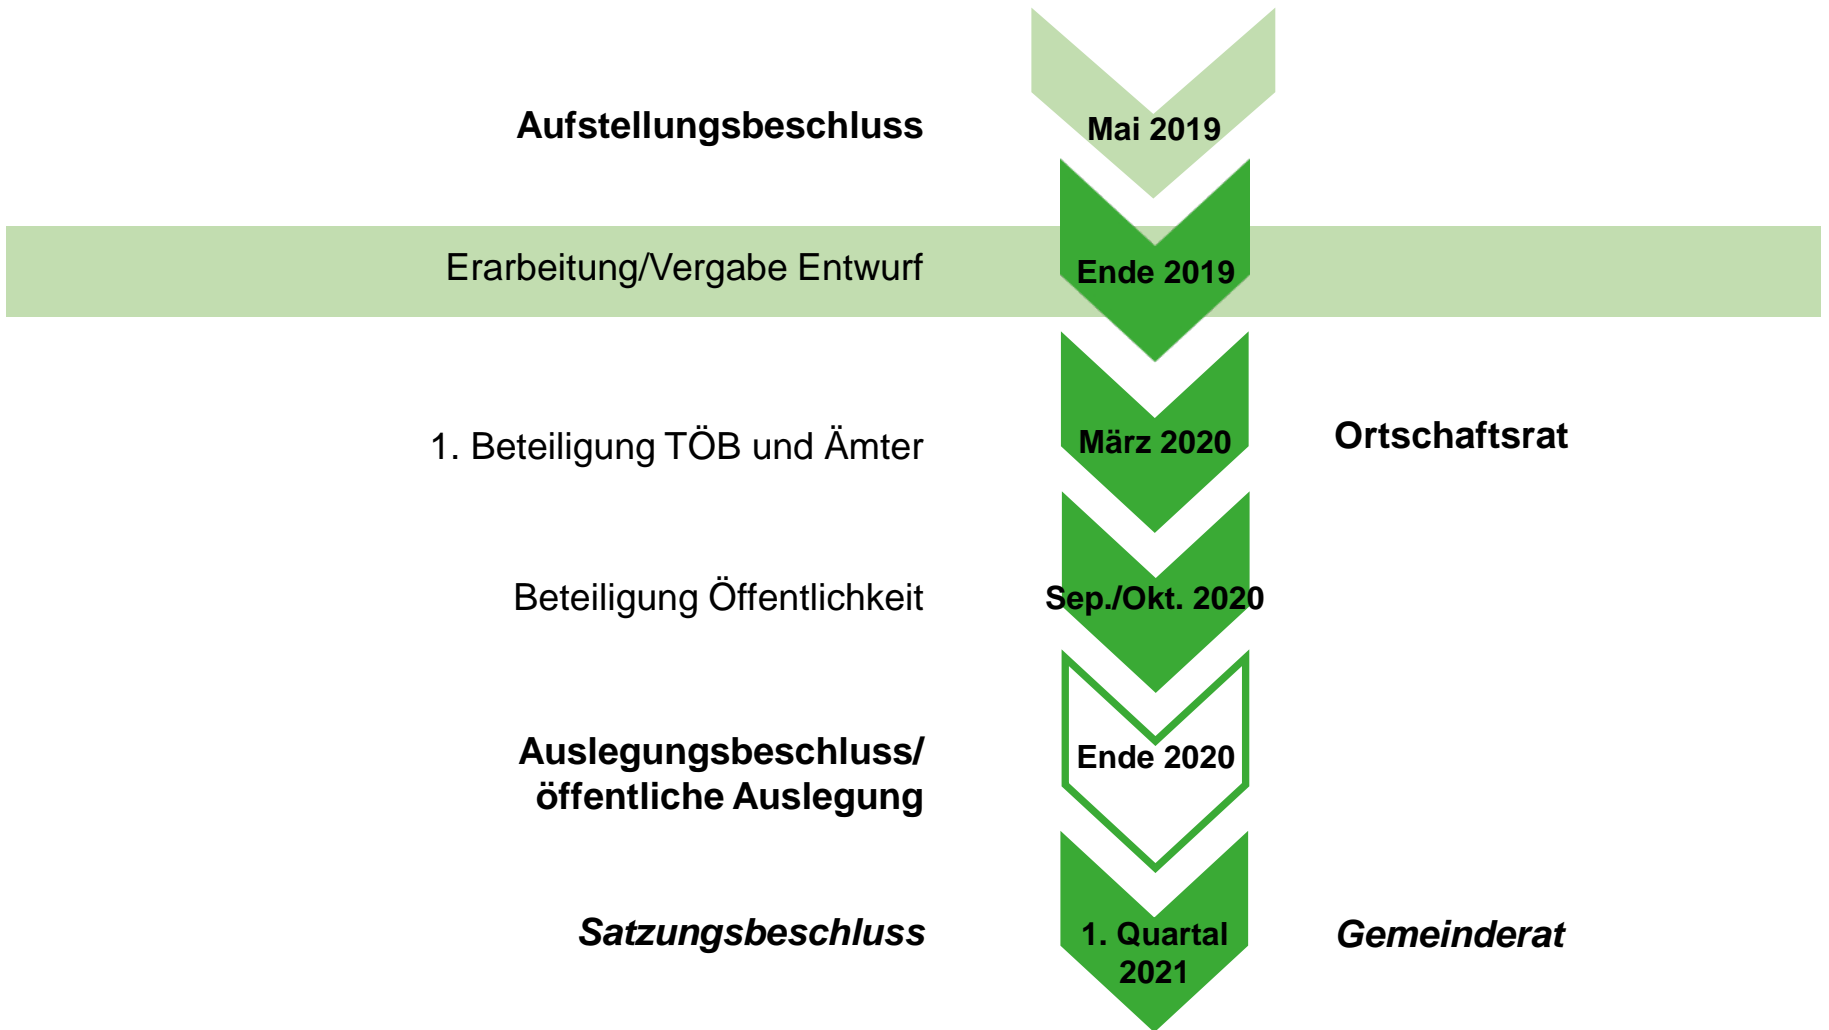 Aufstellungsbeschluss
Mai 2019
Erarbeitung/Vergabe Entwurf
Ende 2019
1. Beteiligung TÖB und Ämter
März 2020
Ortschaftsrat
Beteiligung Öffentlichkeit
Sep./Okt. 2020
Auslegungsbeschluss/
öffentliche Auslegung
Ende 2020
Satzungsbeschluss
1. Quartal
2021
Gemeinderat